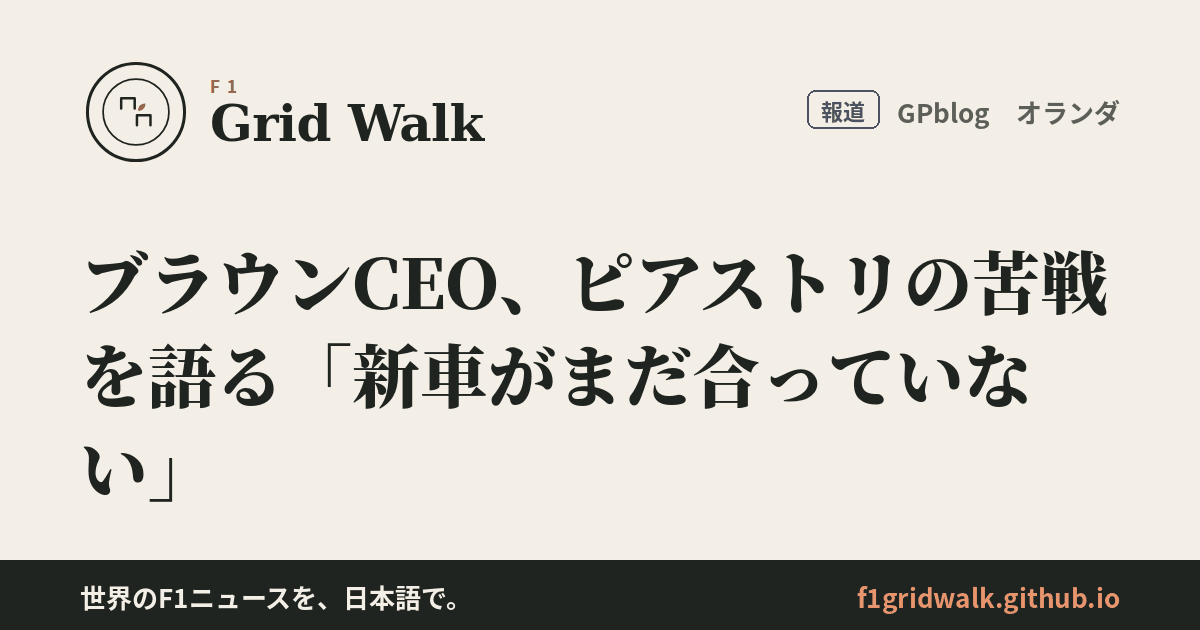 F1
Grid Walk
報道
GPblog オランダ
ブラウンCEO、ピアストリの苦戦
を語る「新車がまだ合っていな
い」
世界のF1ニュースを、日本語で。
f1gridwalk.github.io